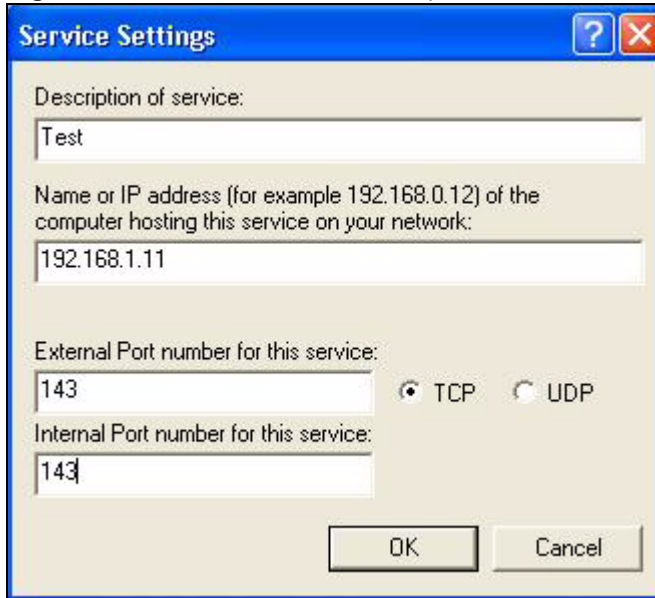 Service Settings
Description of service:
Test
Name or IP address (for example 192.168.0.12) of the
computer hosting this service on your network:
192.168.1.11
External Port number for this service:
143
TCP
UDP
Internal Port number for this service:
143
OK
Cancel